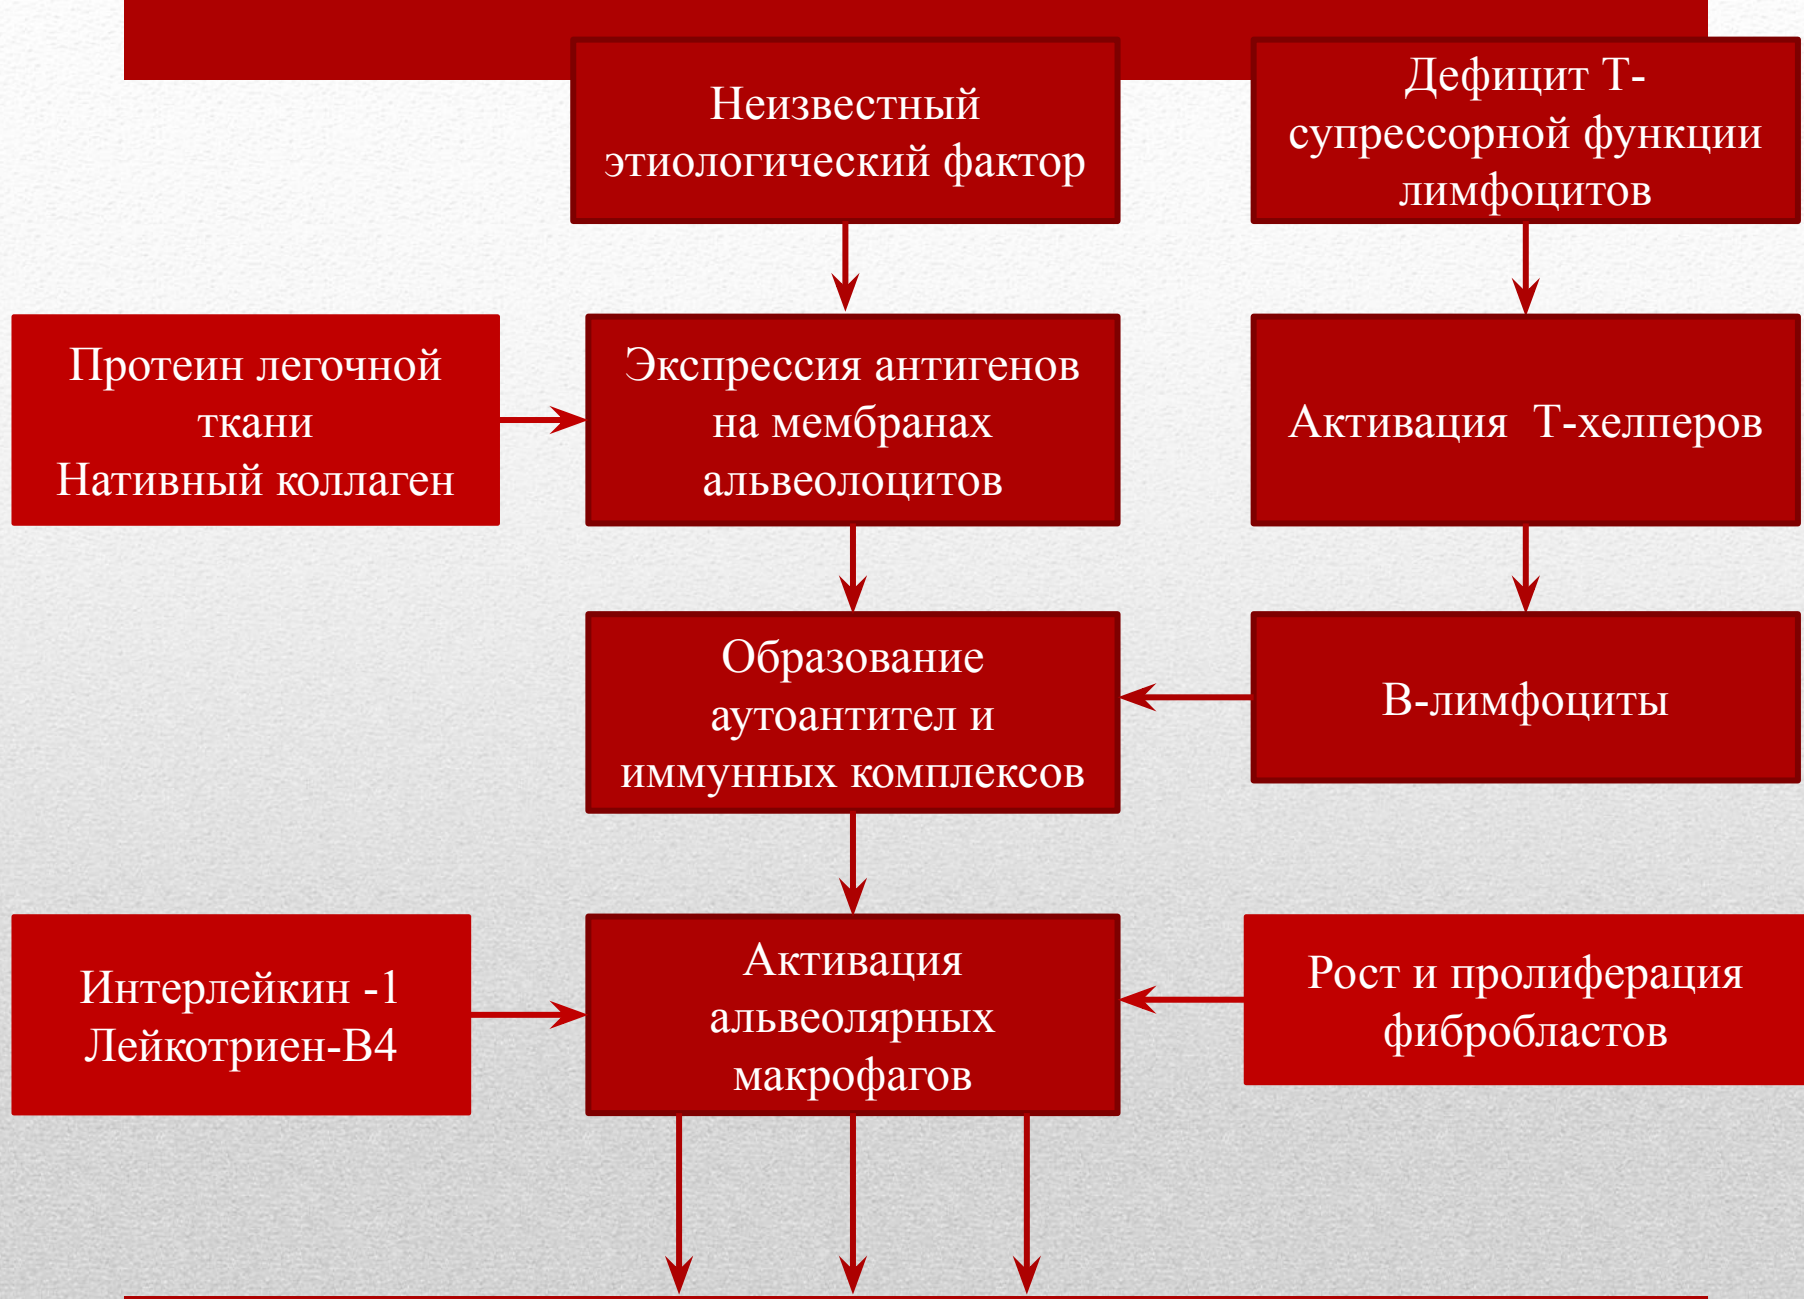 Неизвестный
этиологический фактор
Дефицит Т-
супрессорной функции
лимфоцитов
Протеин легочной
ткани
Нативный коллаген
Экспрессия антигенов
на мембранах
альвеолоцитов
Активация Т-хелперов
Образование
аутоантител и
иммунных комплексов
В-лимфоциты
Интерлейкин -1
Лейкотриен-В4
Активация
альвеолярных
макрофагов
Рост и пролиферация
фибробластов